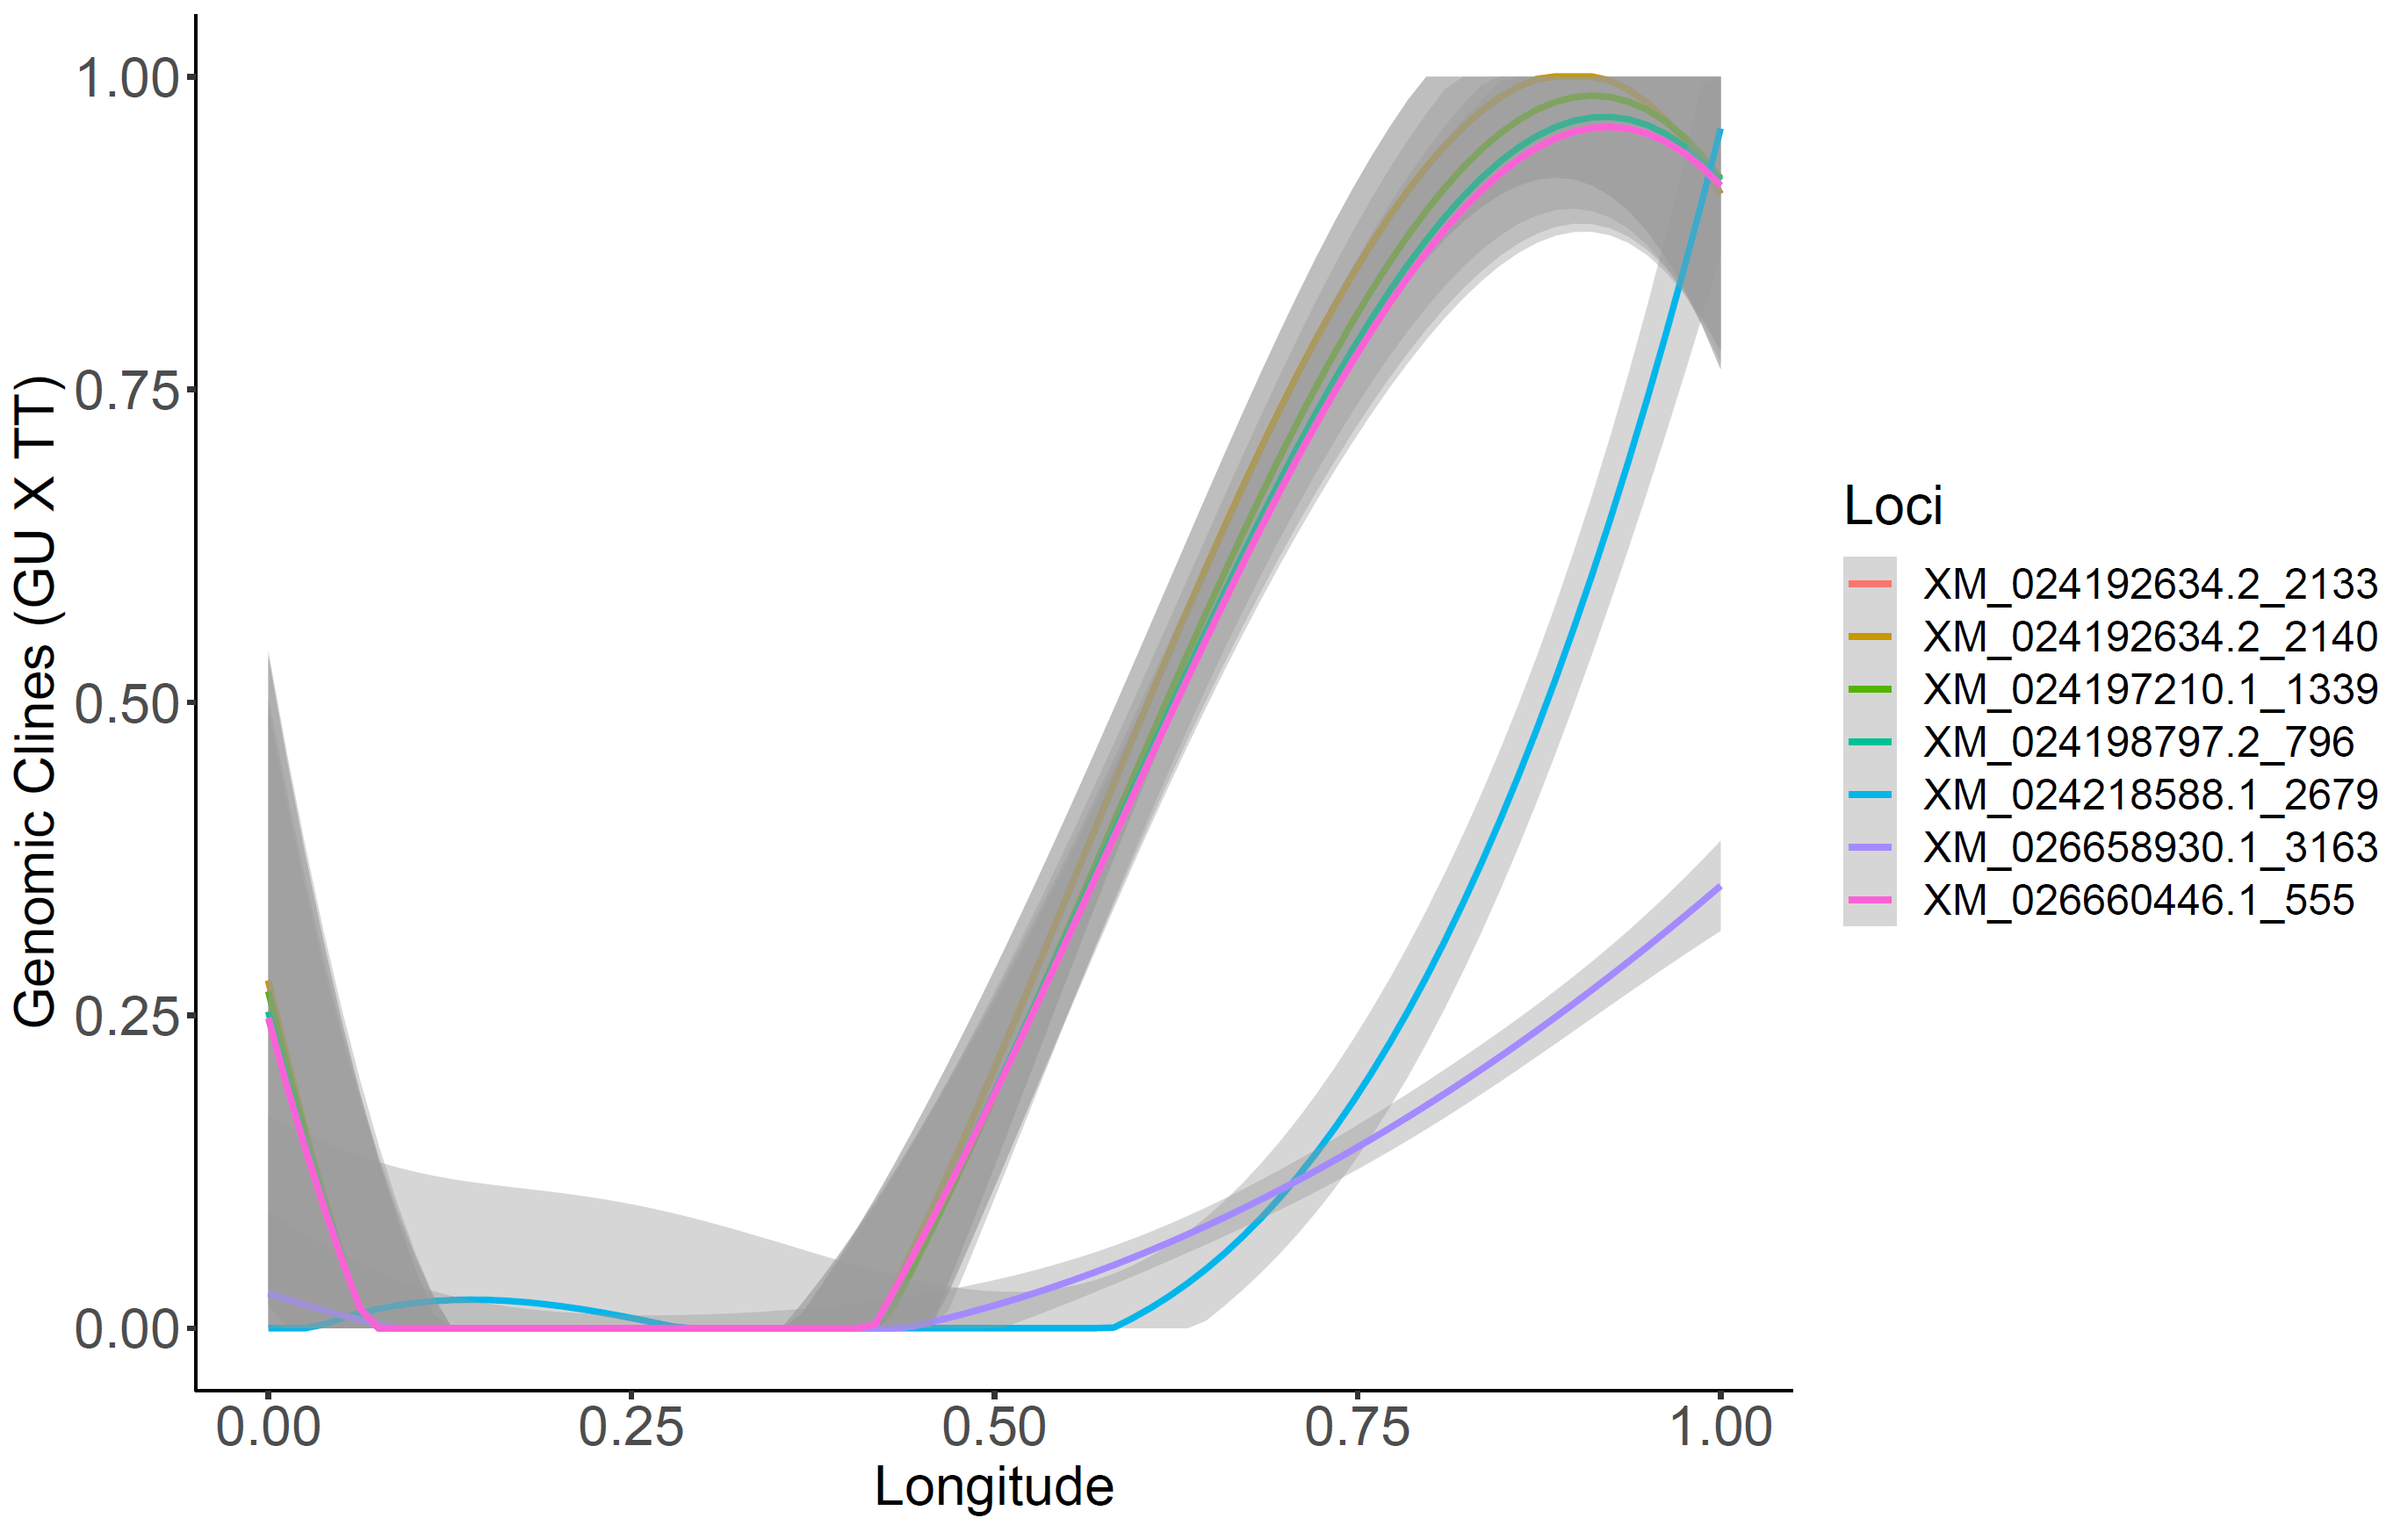 Genomic Clines (GU X TT)
1.00
0.75
0.50
0.25
0.00
0.00 0.25 0.50 0.75 1.00
Longitude
Loci
XM_024192634.2_2133
XM_024192634.2_2140
XM_024197210.1_1339
XM_024198797.2_796
XM_024218588.1_2679
XM_026658930.1_3163
XM_026660446.1_555